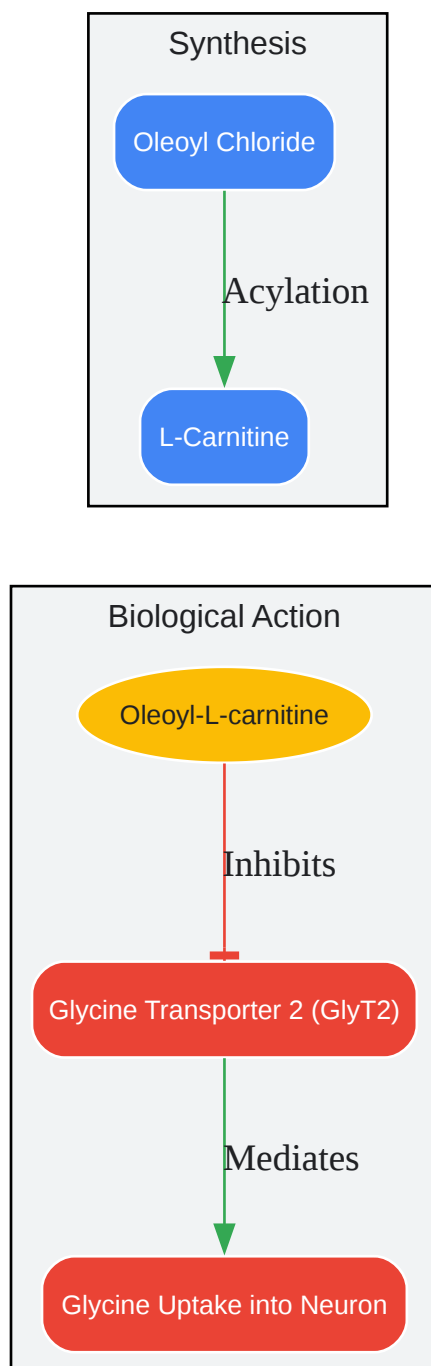 Synthesis
Oleoyl Chloride
Acylation
L-Carnitine
Biological Action
Oleoyl-L-carnitine
Inhibits
Glycine Transporter 2 (GlyT2)
Mediates
Glycine Uptake into Neuron